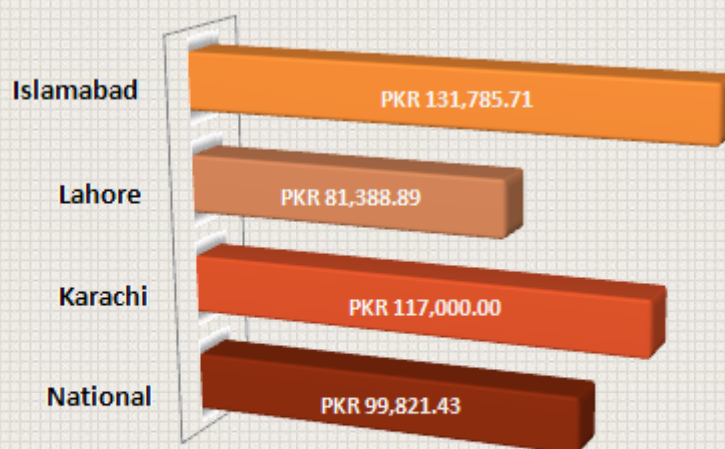 Islamabad PKR 131,785.71
Lahore PKR 81,388.89
Karachi PKR 117,000.00
National PKR 99,821.43